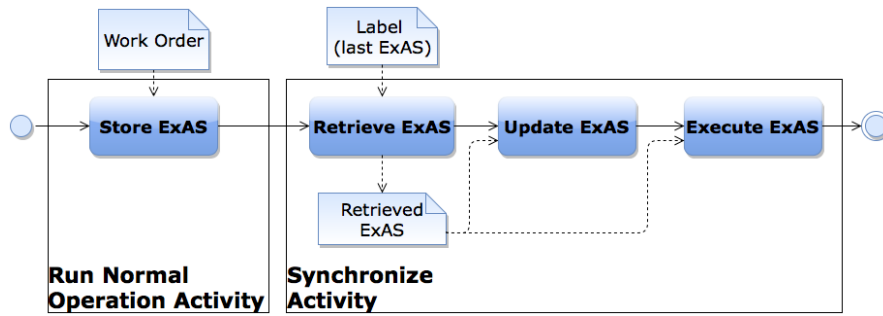 Work Order
Label
(last ExAS)
Store ExAS
Retrieve ExAS
Update ExAS
Execute ExAS
Retrieved
ExAS
Run Normal
Operation Activity
Synchronize
Activity